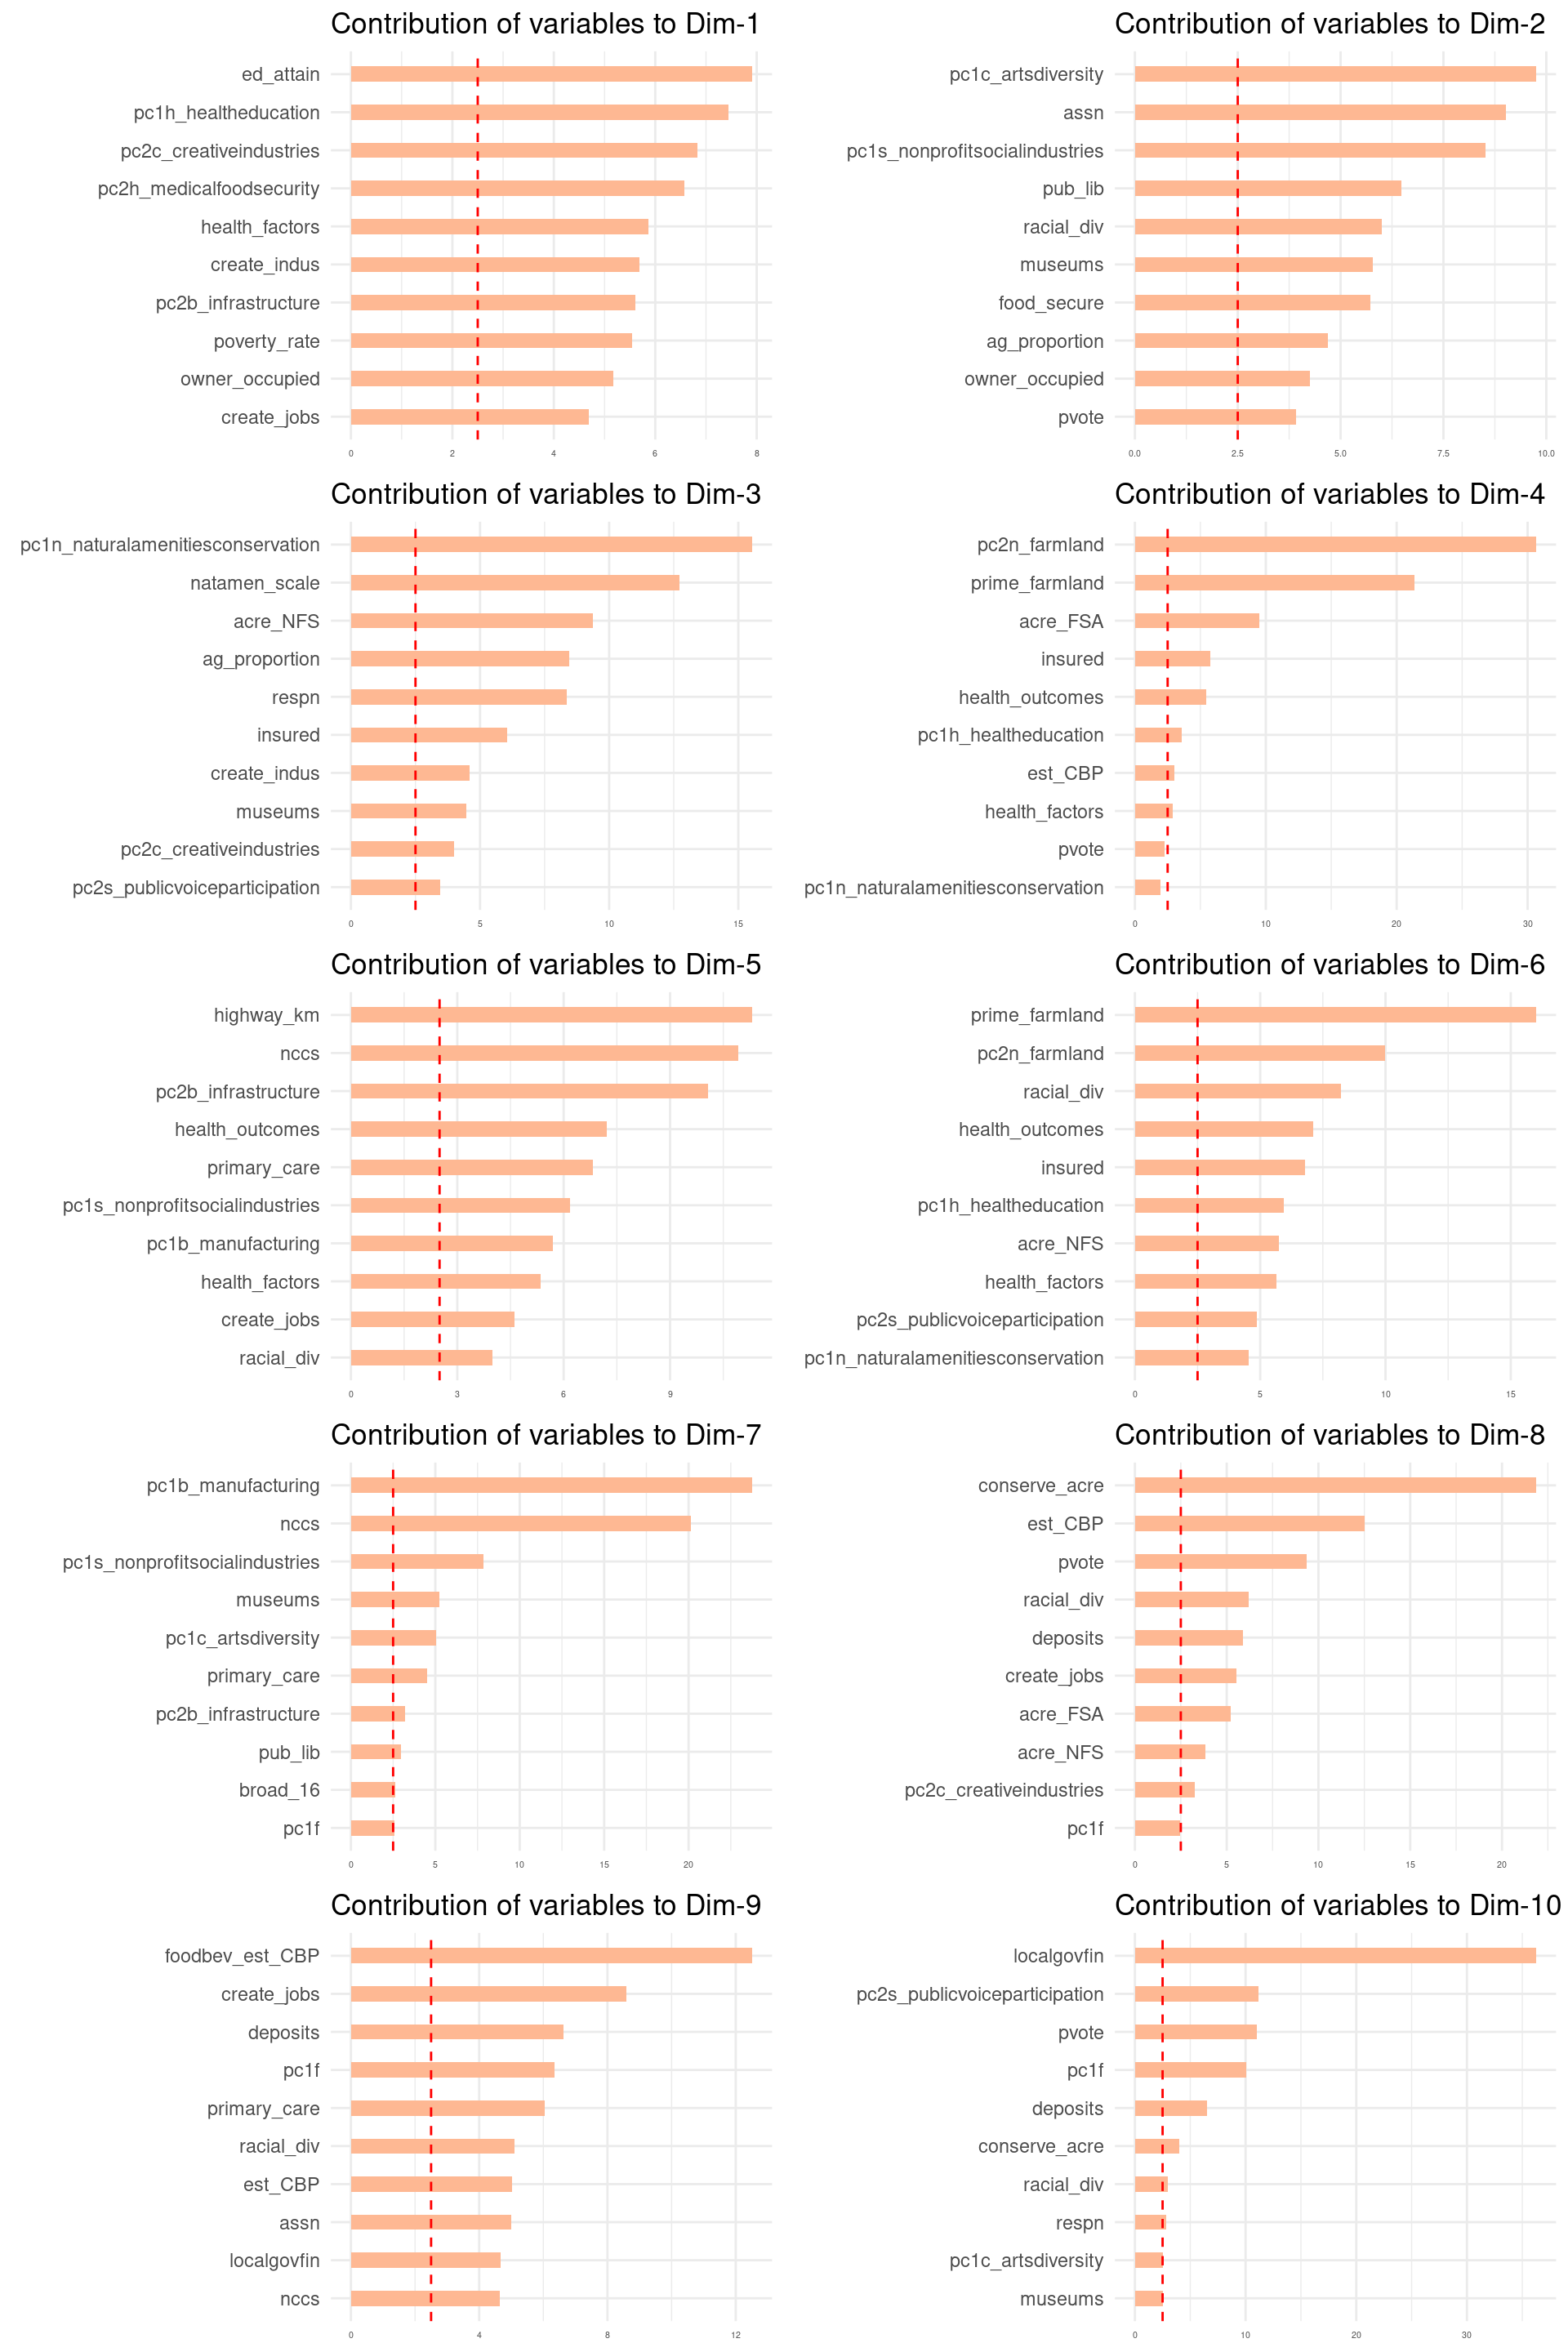 Contribution of variables to Dim-1
ed_attain
pc1h_healtheducation
pc2c_creativeindustries
pc2h_medicalfoodsecurity
health_factors
create_indus
pc2b_infrastructure
poverty_rate
owner_occupied
create_jobs
0 2 4 6 8
Contribution of variables to Dim-2
pc1c_artsdiversity
assn
pc1s_nonprofitsocialindustries
pub_lib
racial_div
museums
food_secure
ag_proportion
owner_occupied
pvote
0.0 2.5 5.0 7.5 10.0
Contribution of variables to Dim-3
pc1n_naturalamenitiesconservation
natamen_scale
acre_NFS
ag_proportion
respn
insured
create_indus
museums
pc2c_creativeindustries
pc2s_publicvoiceparticipation
0 5 10 15
Contribution of variables to Dim-4
pc2n_farmland
prime_farmland
acre_FSA
insured
health_outcomes
pc1h_healtheducation
est_CBP
health_factors
pvote
pc1n_naturalamenitiesconservation
0 10 20 30
Contribution of variables to Dim-5
highway_km
nccs
pc2b_infrastructure
health_outcomes
primary_care
pc1s_nonprofitsocialindustries
pc1b_manufacturing
health_factors
create_jobs
racial_div
0 3 6 9
Contribution of variables to Dim-6
prime_farmland
pc2n_farmland
racial_div
health_outcomes
insured
pc1h_healtheducation
acre_NFS
health_factors
pc2s_publicvoiceparticipation
pc1n_naturalamenitiesconservation
0 5 10 15
Contribution of variables to Dim-7
pc1b_manufacturing
nccs
pc1s_nonprofitsocialindustries
museums
pc1c_artsdiversity
primary_care
pc2b_infrastructure
pub_lib
broad_16
pc1f
0 5 10 15 20
Contribution of variables to Dim-8
conserve_acre
est_CBP
pvote
racial_div
deposits
create_jobs
acre_FSA
acre_NFS
pc2c_creativeindustries
pc1f
0 5 10 15 20
Contribution of variables to Dim-9
foodbev_est_CBP
create_jobs
deposits
pc1f
primary_care
racial_div
est_CBP
assn
localgovfin
nccs
0 4 8 12
Contribution of variables to Dim-10
localgovfin
pc2s_publicvoiceparticipation
pvote
pc1f
deposits
conserve_acre
racial_div
respn
pc1c_artsdiversity
museums
0 10 20 30